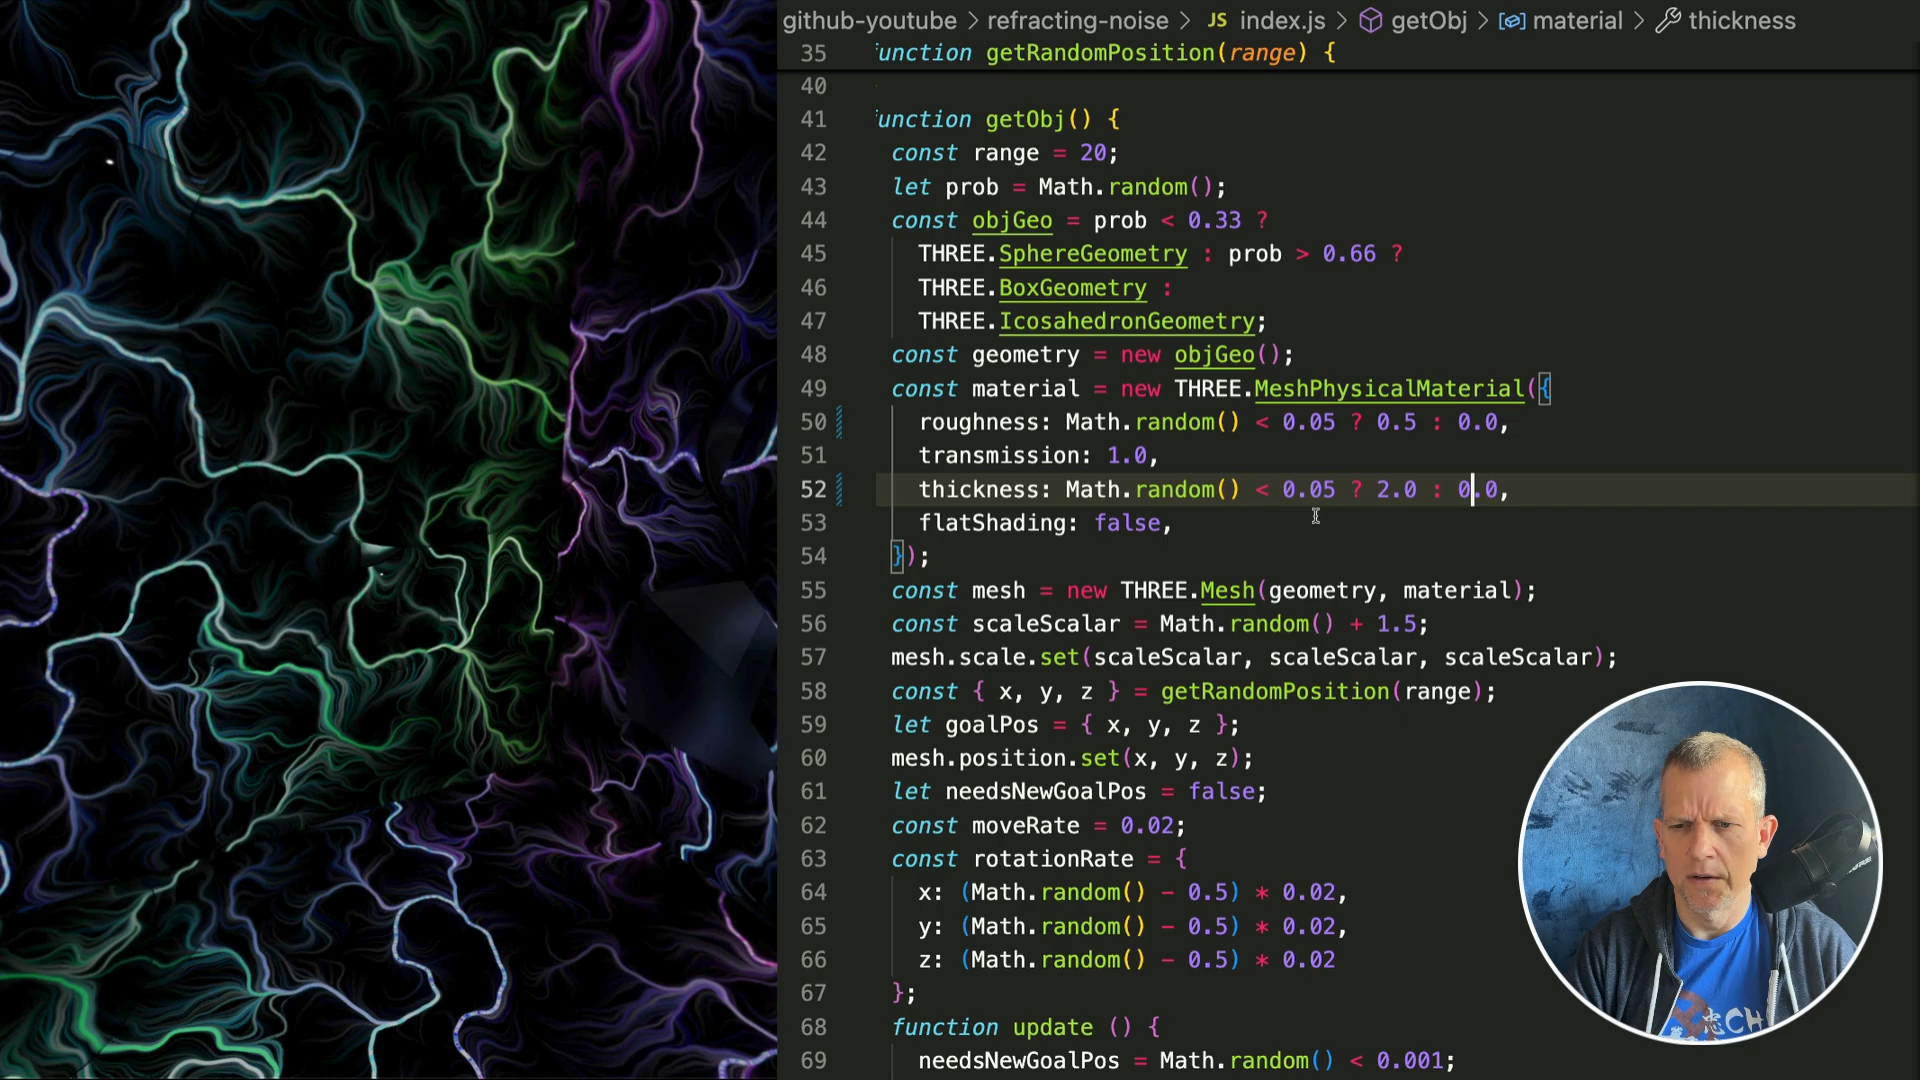 github-youtube > refracting-noise > JS index.js > getObj > material > thickness
35 function getRandomPosition(range) {
40
41 function getObj() {
42 const range = 20;
43 let prob = Math.random();
44 const objGeo = prob < 0.33 ?
45 THREE.SphereGeometry : prob > 0.66 ?
46 THREE.BoxGeometry :
47 THREE.IcosahedronGeometry;
48 const geometry = new objGeo();
49 const material = new THREE.MeshPhysicalMaterial({
50 roughness: Math.random() < 0.05 ? 0.5 : 0.0,
51 transmission: 1.0,
52 thickness: Math.random() < 0.05 ? 2.0 : 0.0,
53 flatShading: false,
54 });
55 const mesh = new THREE.Mesh(geometry, material);
56 const scaleScalar = Math.random() + 1.5;
57 mesh.scale.set(scaleScalar, scaleScalar, scaleScalar);
58 const { x, y, z } = getRandomPosition(range);
59 let goalPos = { x, y, z };
60 mesh.position.set(x, y, z);
61 let needsNewGoalPos = false;
62 const moveRate = 0.02;
63 const rotationRate = {
64 x: (Math.random() - 0.5) * 0.02,
65 y: (Math.random() - 0.5) * 0.02,
66 z: (Math.random() - 0.5) * 0.02
67 };
68 function update () {
69 needsNewGoalPos = Math.random() < 0.001;